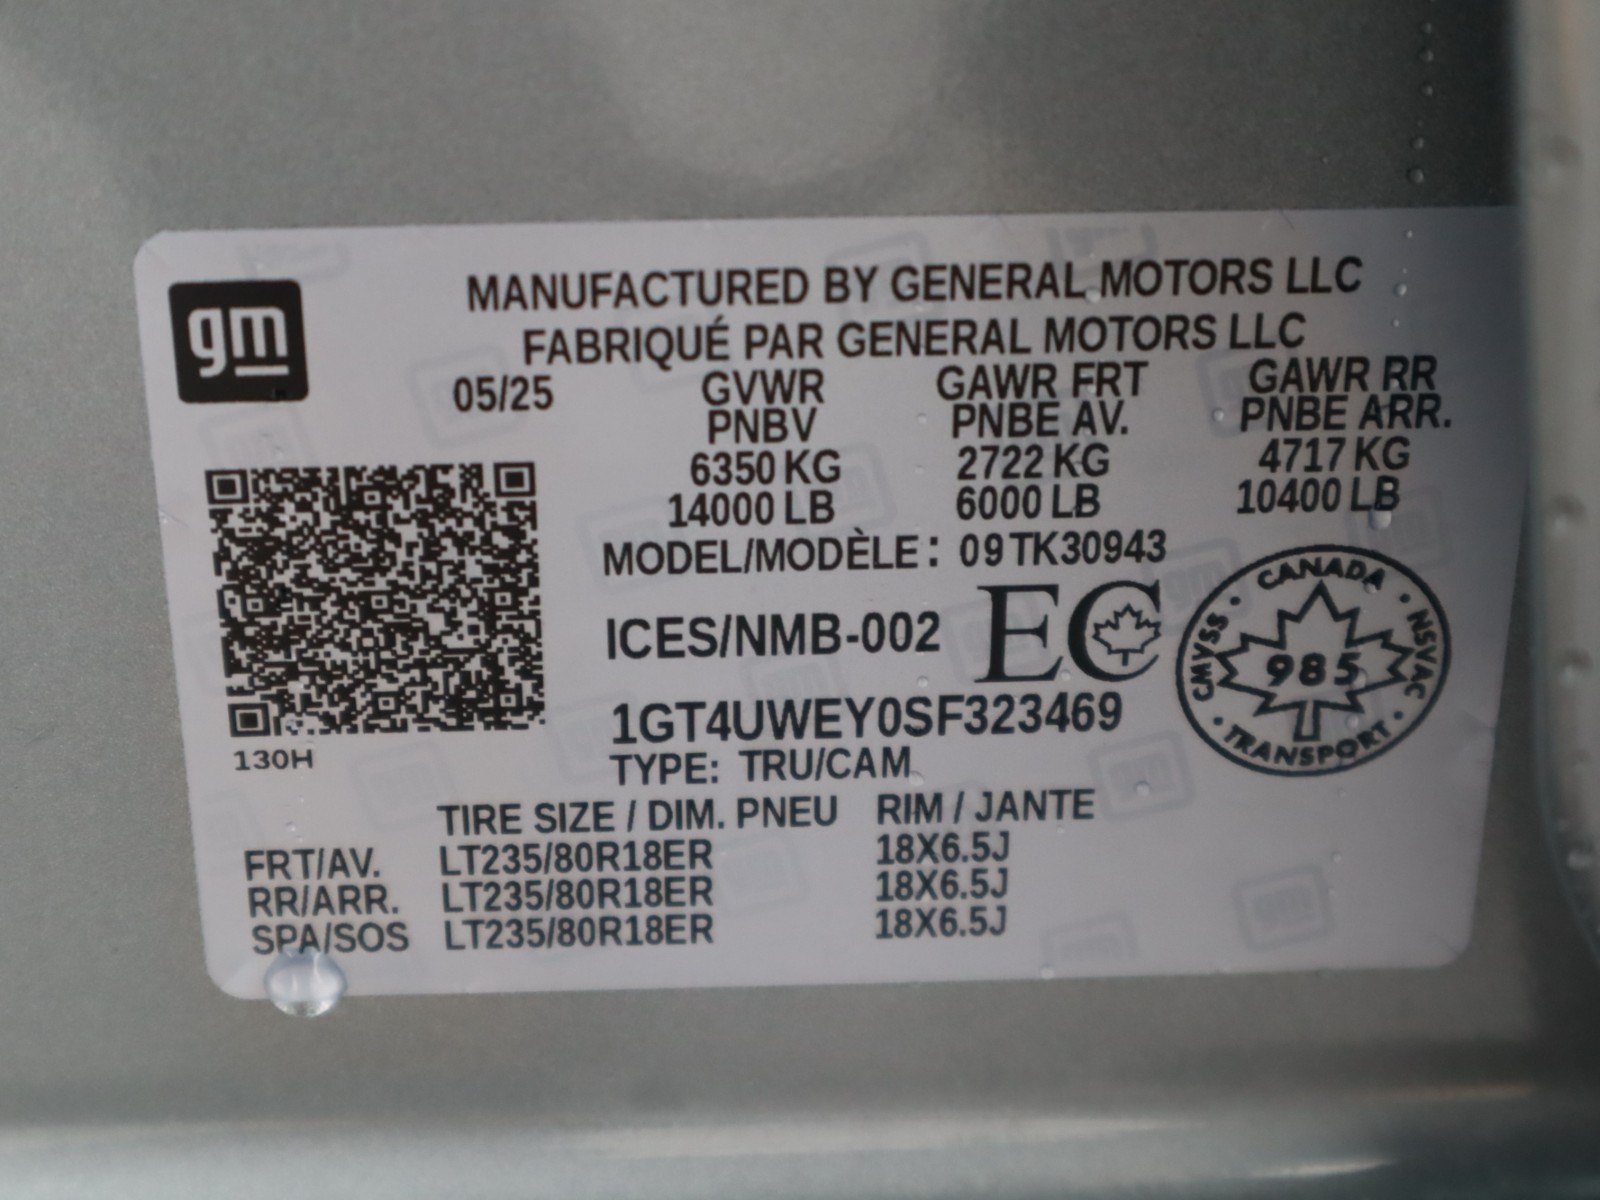 gm
MANUFACTURED BY GENERAL MOTORS LLC
FABRIQUÉ PAR GENERAL MOTORS LLC
05/25 GVWR GAWR FRT GAWR RR
PNBV PNBE AV. PNBE ARR.
6350 KG 2722 KG 4717 KG
14000 LB 6000 LB 10400 LB
MODEL/MODÈLE: 09TK30943
ICES/NMB-002 EC
CANADA
CMVSS 985 NSVAC
TRANSPORT
1GT4UWEY0SF323469
130H
TYPE: TRU/CAM
TIRE SIZE / DIM. PNEU RIM / JANTE
FRT/AV. LT235/80R18ER 18X6.5J
RR/ARR. LT235/80R18ER 18X6.5J
SPA/SOS LT235/80R18ER 18X6.5J